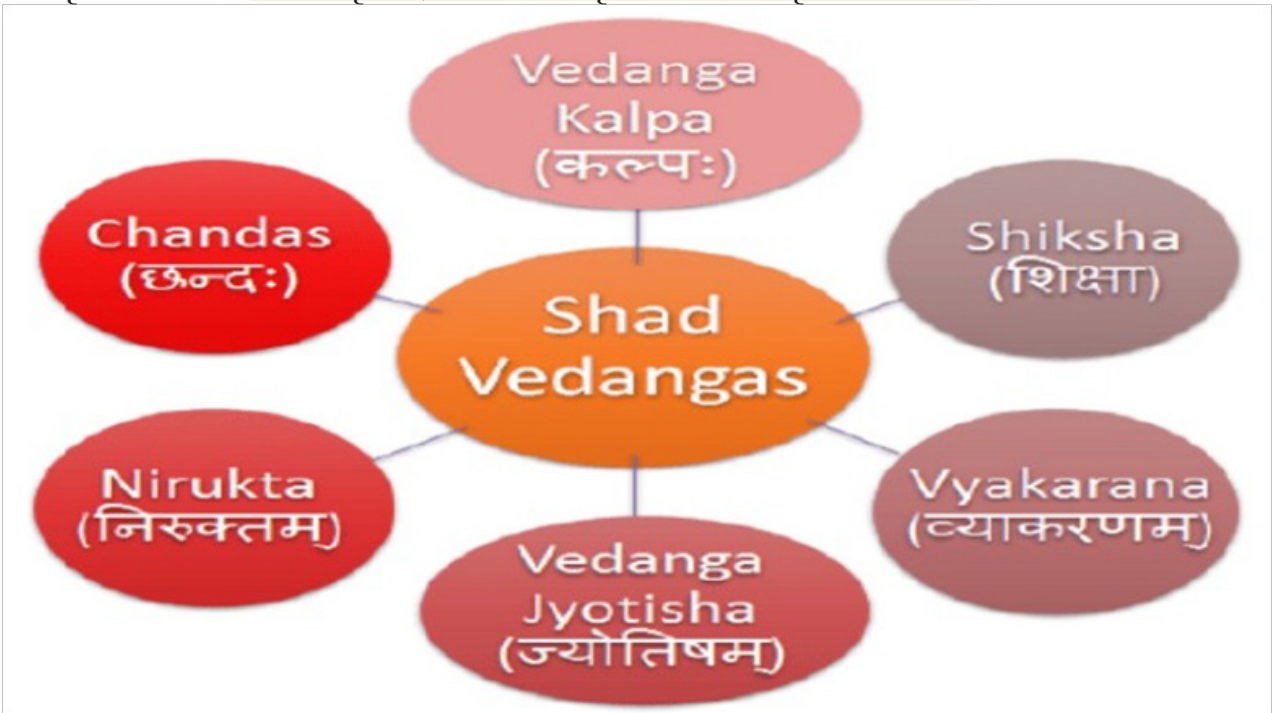 Vedanga
Kalpa
(कल्पः)
Chandas
(छन्दः)
Shiksha
(शिक्षा)
Shad
Vedangas
Nirukta
(निरुक्तम्)
Vyakarana
(व्याकरणम्)
Vedanga
Jyotisha
(ज्योतिषम्)